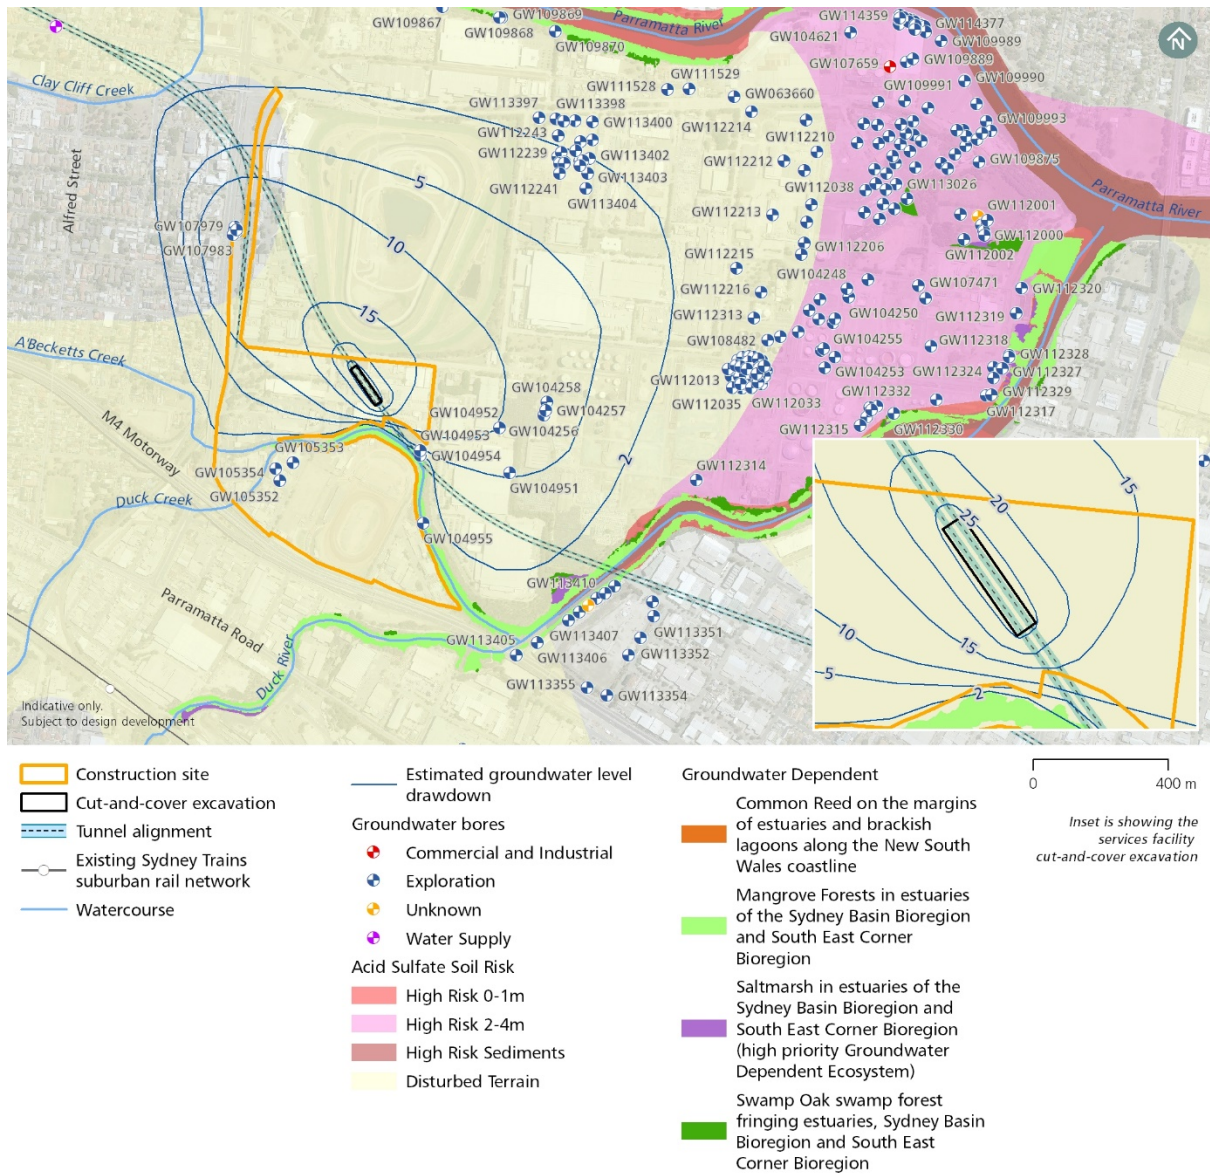 GW109867
GW109869
GW109868
GW109870
Parramatta River
GW114359
GW114377
GW104621
GW109989
N
GW107659
GW109889
Clay Cliff Creek
GW111529
GW111528
GW063660
GW109991
GW109990
GW113397
GW113398
GW112243
GW113400
GW112214
GW112210
GW109993
GW112239
GW113402
GW112212
GW109875
GW112241
GW113403
GW112038
GW113026
GW113404
Parramatta River
Alfred Street
5
GW107979
GW107983
10
GW112213
GW112001
GW112000
GW112206
GW112002
GW112215
GW104248
GW107471
GW112320
GW112216
15
GW112313
GW104250
GW112319
A'Becketts Creek
GW108482
GW104255
GW112318
GW112328
GW112013
GW104253
GW112324
GW112327
GW104258
GW112035
GW112033
GW112332
GW112329
GW104952
GW104257
GW112317
M4 Motorway
GW104953
GW104256
GW112315
GW112330
GW105353
GW104954
2
GW105354
GW112314
GW105352
GW104951
Duck Creek
GW104955
20
15
25
GW113410
Parramatta Road
10
GW113405
GW113407
GW113351
15
GW113406
GW113352
5
Duck River
GW113355
GW113354
2
Indicative only.
Subject to design development
Construction site
Cut-and-cover excavation
Tunnel alignment
Existing Sydney Trains
suburban rail network
Watercourse
Estimated groundwater level
drawdown
Groundwater bores
Commercial and Industrial
Exploration
Unknown
Water Supply
Acid Sulfate Soil Risk
High Risk 0-1m
High Risk 2-4m
High Risk Sediments
Disturbed Terrain
Groundwater Dependent
Common Reed on the margins
of estuaries and brackish
lagoons along the New South
Wales coastline
Mangrove Forests in estuaries
of the Sydney Basin Bioregion
and South East Corner
Bioregion
Saltmarsh in estuaries of the
Sydney Basin Bioregion and
South East Corner Bioregion
(high priority Groundwater
Dependent Ecosystem)
Swamp Oak swamp forest
fringing estuaries, Sydney Basin
Bioregion and South East
Corner Bioregion
0 400 m
Inset is showing the
services facility
cut-and-cover excavation